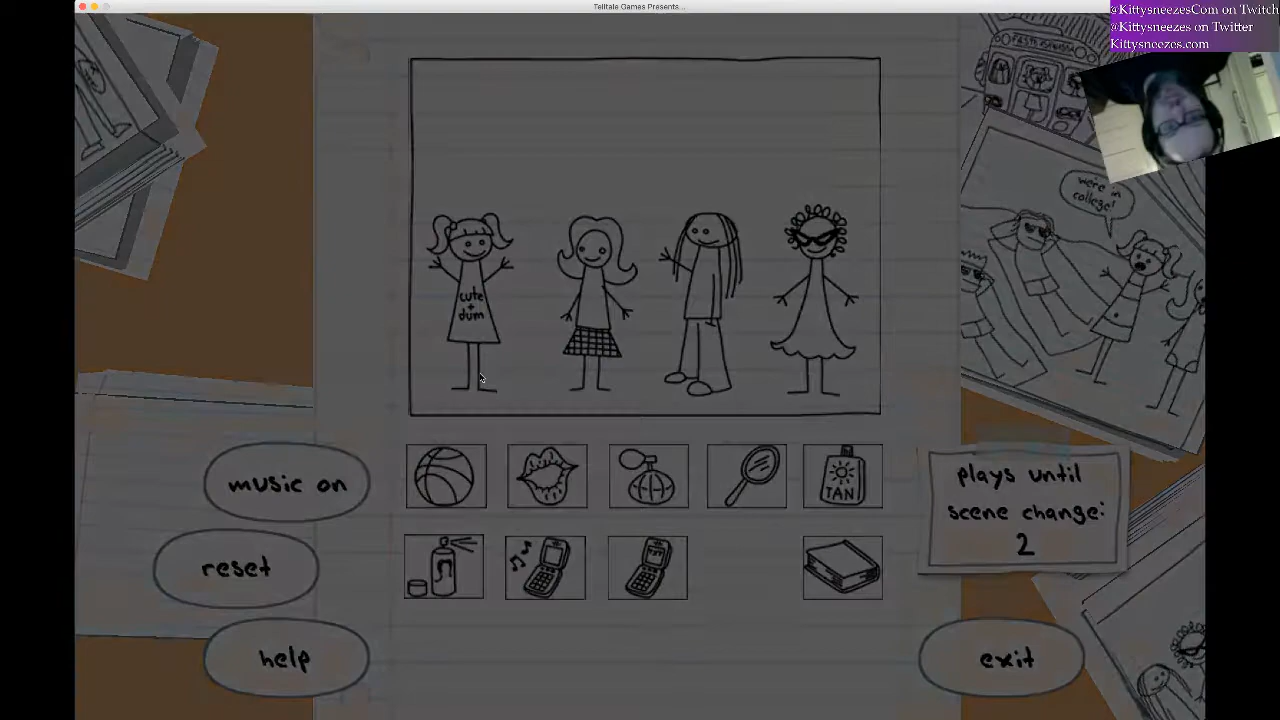 Telltale Games Presents...
@KittysneezesCom on Twitch
@Kittysneezes on Twitter
Kittysneezes.com
we're in
college!
cute
+
dum
TAN
TXT
music on
reset
help
plays until
scene change:
2
exit